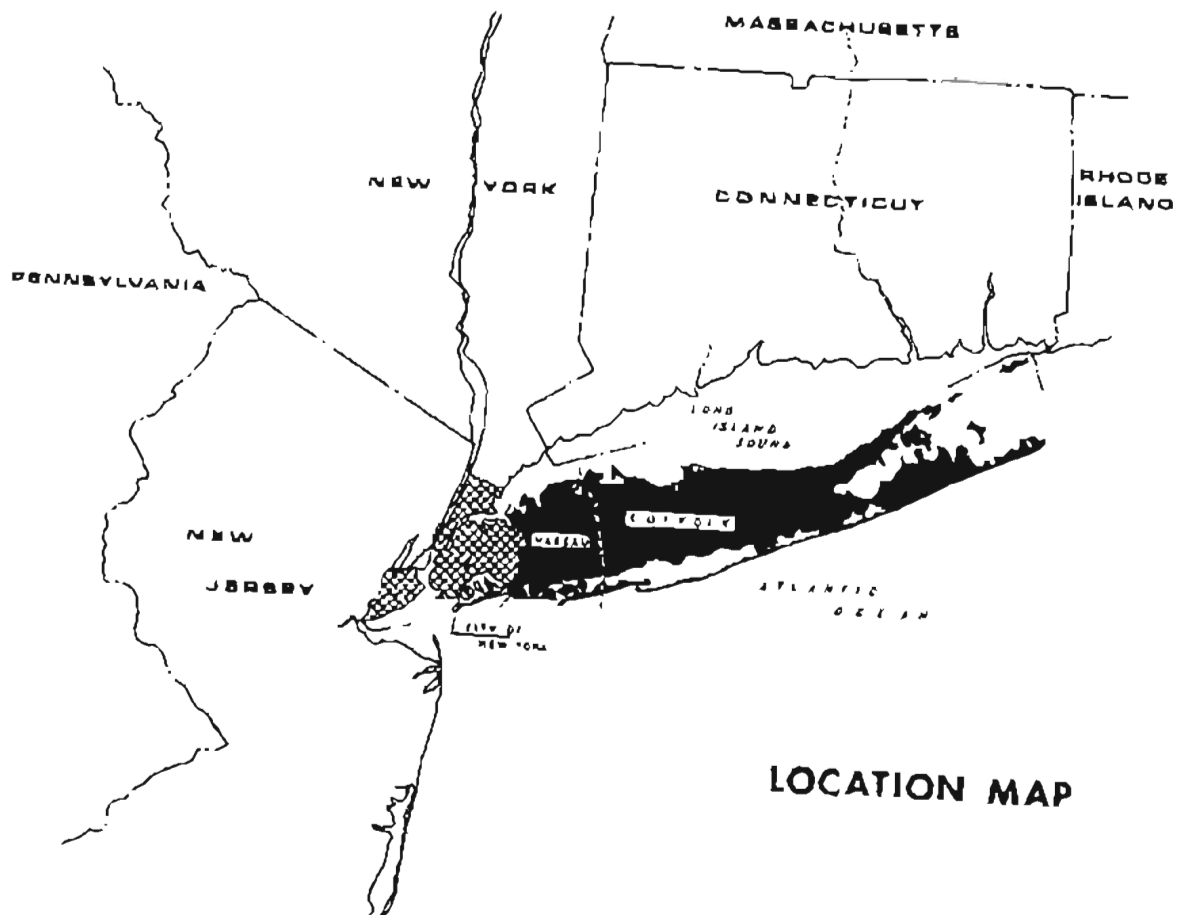 MASSACHUSETTS
NEW YORK
CONNECTICUT
RHODE
ISLAND
PENNSYLVANIA
LONG
ISLAND
SOUND
SUFFOLK
NASSAU
NEW
JERSEY
ATLANTIC
OCEAN
CITY OF
NEW YORK
LOCATION MAP